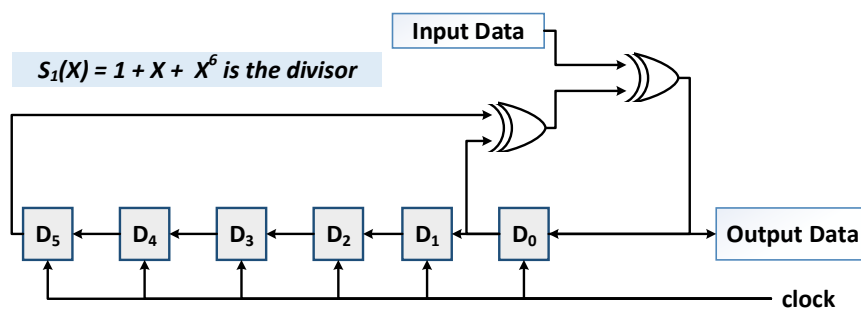 Input Data
S₁(X) = 1 + X + X⁶ is the divisor
D₅ D₄ D₃ D₂ D₁ D₀ Output Data
clock